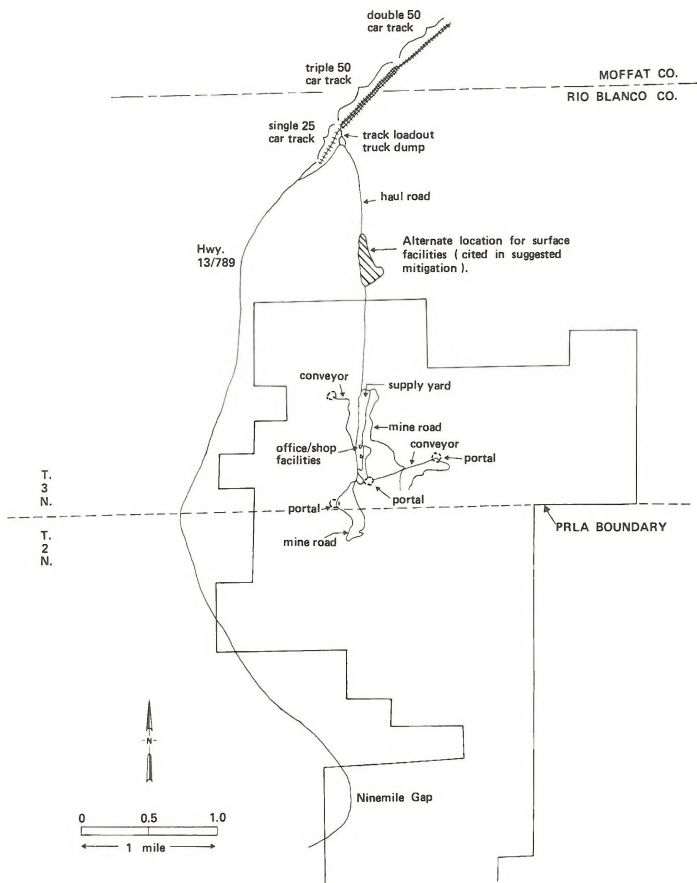 double 50
car track
triple 50
car track
MOFFAT CO.
RIO BLANCO CO.
single 25
car track
track loadout
truck dump
haul road
Hwy.
13/789
Alternate location for surface
facilities (cited in suggested
mitigation).
conveyor
supply yard
mine road
office/shop
facilities
conveyor
portal
portal
portal
T.
3
N.
PRLA BOUNDARY
T.
2
N.
mine road
-N-
Ninemile Gap
0 0.5 1.0
1 mile